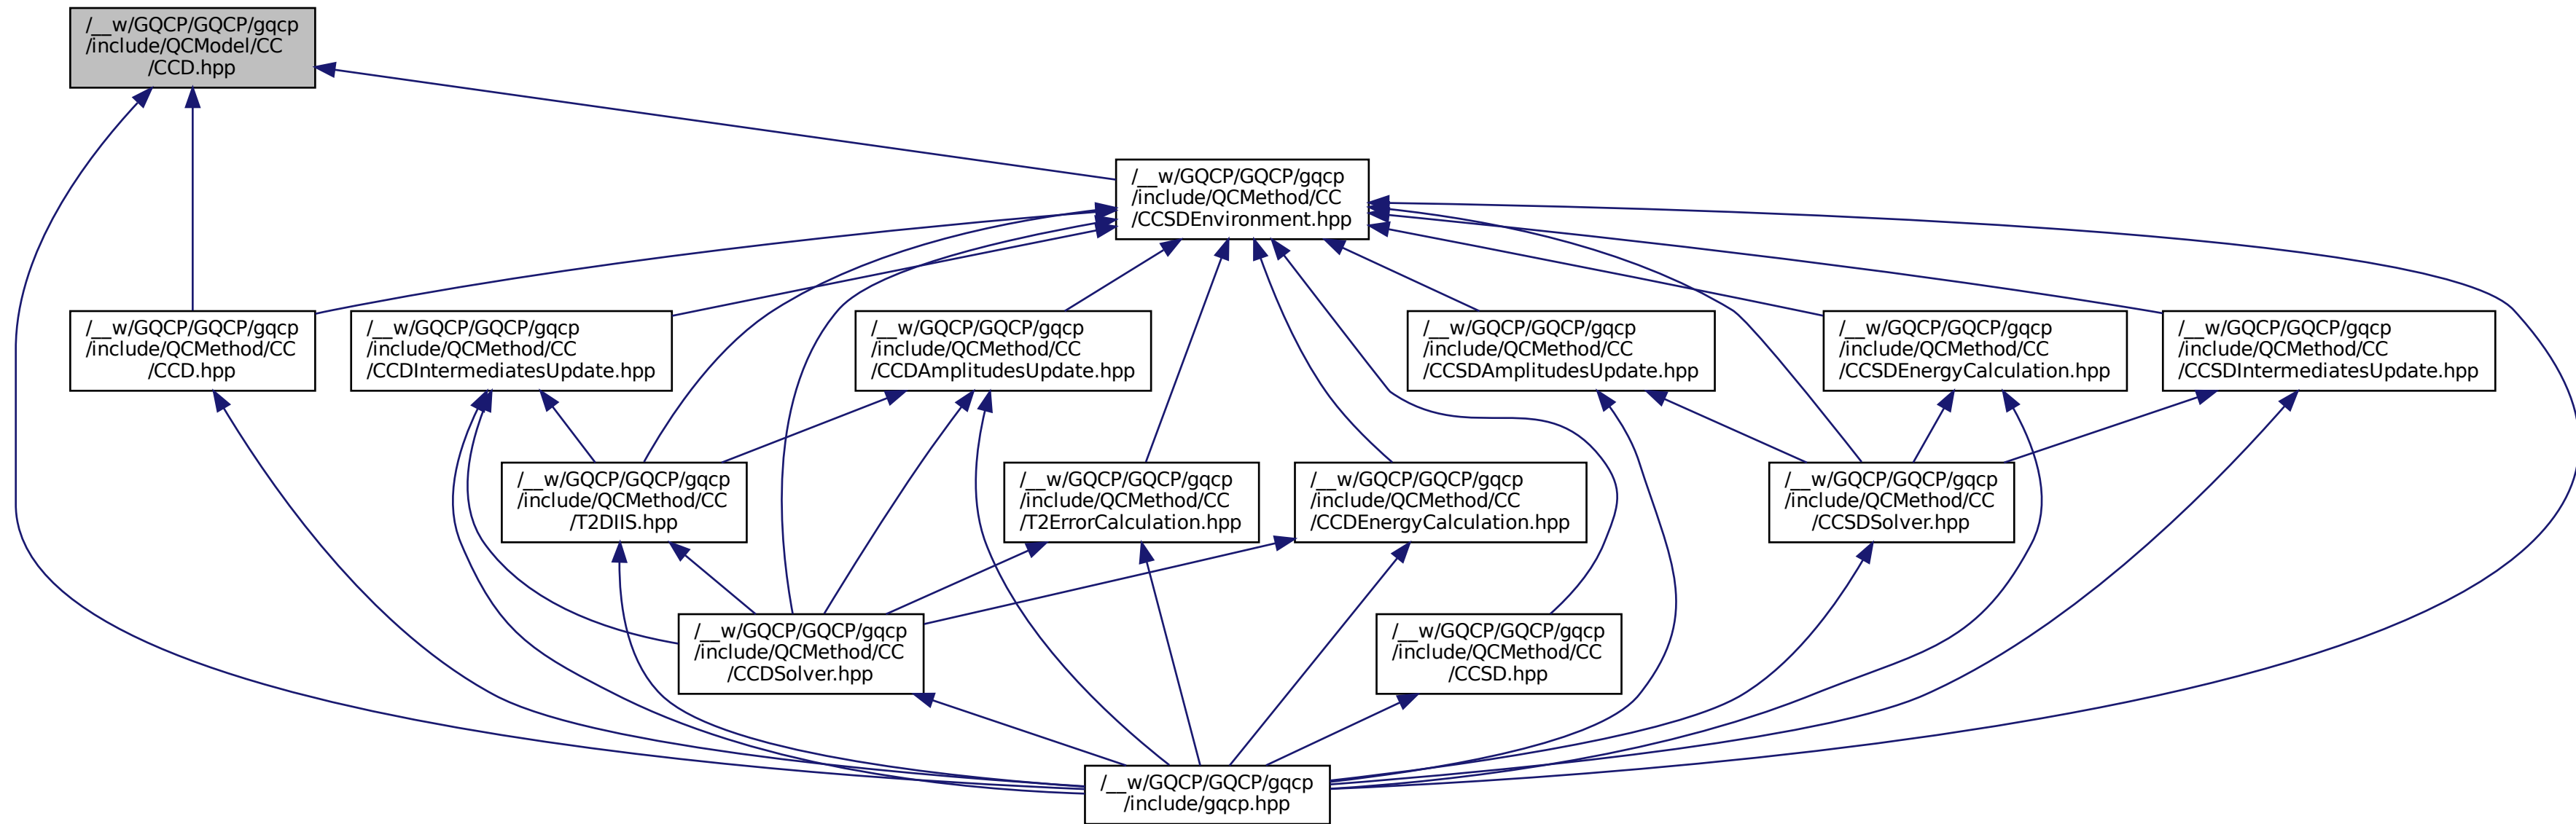 /__w/GQCP/GQCP/gqcp
/include/QCModel/CC
/CCD.hpp
/__w/GQCP/GQCP/gqcp
/include/QCMethod/CC
/CCSDEnvironment.hpp
/__w/GQCP/GQCP/gqcp
/include/QCMethod/CC
/CCD.hpp
/__w/GQCP/GQCP/gqcp
/include/QCMethod/CC
/CCDIntermediatesUpdate.hpp
/__w/GQCP/GQCP/gqcp
/include/QCMethod/CC
/CCDAmplitudesUpdate.hpp
/__w/GQCP/GQCP/gqcp
/include/QCMethod/CC
/CCSDAmplitudesUpdate.hpp
/__w/GQCP/GQCP/gqcp
/include/QCMethod/CC
/CCSDEnergyCalculation.hpp
/__w/GQCP/GQCP/gqcp
/include/QCMethod/CC
/CCSDIntermediatesUpdate.hpp
/__w/GQCP/GQCP/gqcp
/include/QCMethod/CC
/T2DIIS.hpp
/__w/GQCP/GQCP/gqcp
/include/QCMethod/CC
/T2ErrorCalculation.hpp
/__w/GQCP/GQCP/gqcp
/include/QCMethod/CC
/CCDEnergyCalculation.hpp
/__w/GQCP/GQCP/gqcp
/include/QCMethod/CC
/CCSDSolver.hpp
/__w/GQCP/GQCP/gqcp
/include/QCMethod/CC
/CCDSolver.hpp
/__w/GQCP/GQCP/gqcp
/include/QCMethod/CC
/CCSD.hpp
/__w/GQCP/GQCP/gqcp
/include/gqcp.hpp